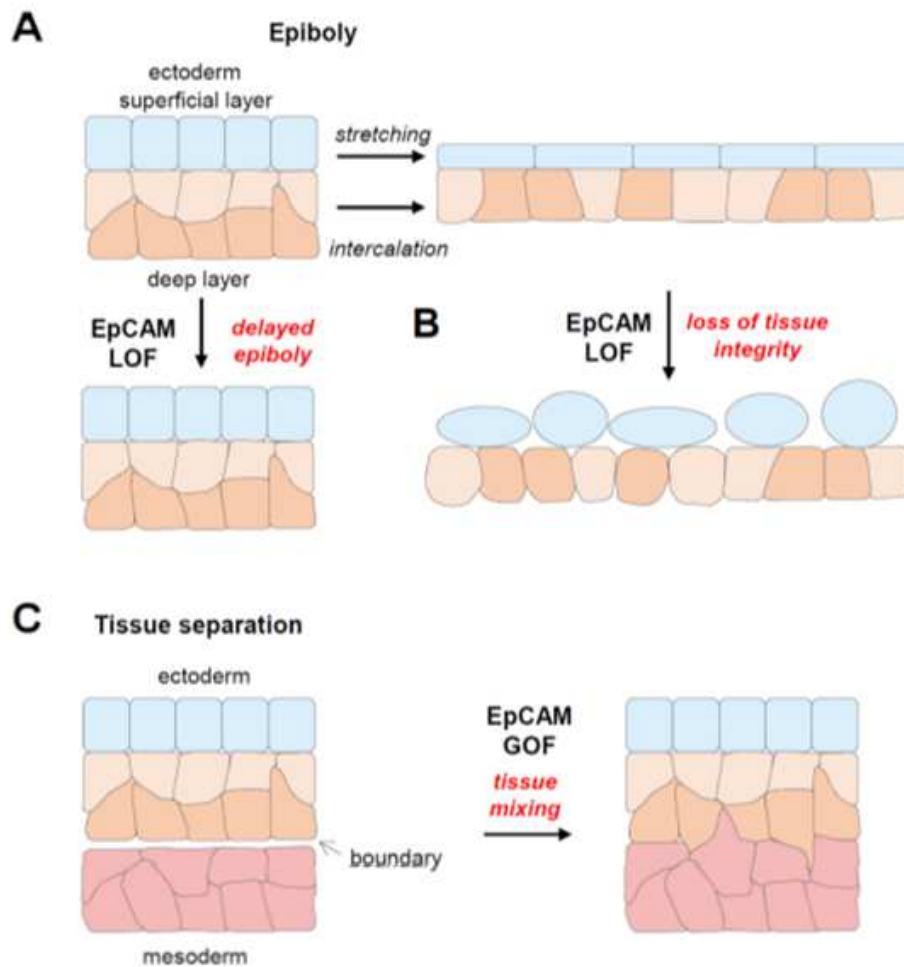 A
Epiboly
ectoderm
superficial layer
stretching
intercalation
deep layer
EpCAM
LOF
delayed
epiboly
B
EpCAM
LOF
loss of tissue
integrity
C
Tissue separation
ectoderm
EpCAM
GOF
tissue
mixing
boundary
mesoderm